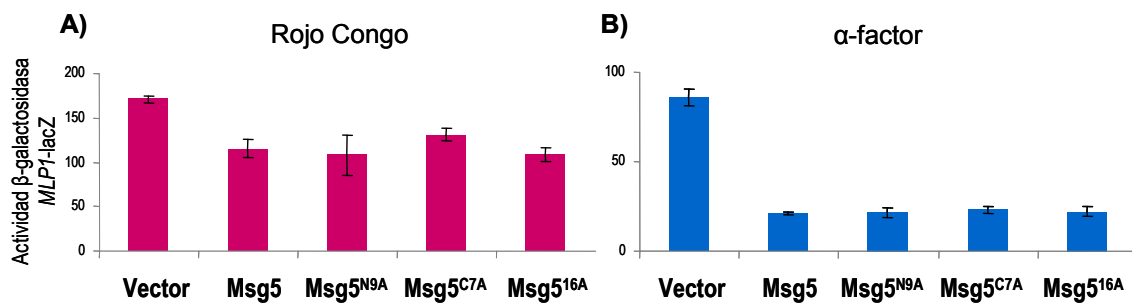 A)
Rojo Congo
Actividad β-galactosidasa
MLP1-lacZ
200
150
100
50
0
Vector
Msg5
Msg5N9A
Msg5C7A
Msg516A
B)
α-factor
100
50
0
Vector
Msg5
Msg5N9A
Msg5C7A
Msg516A